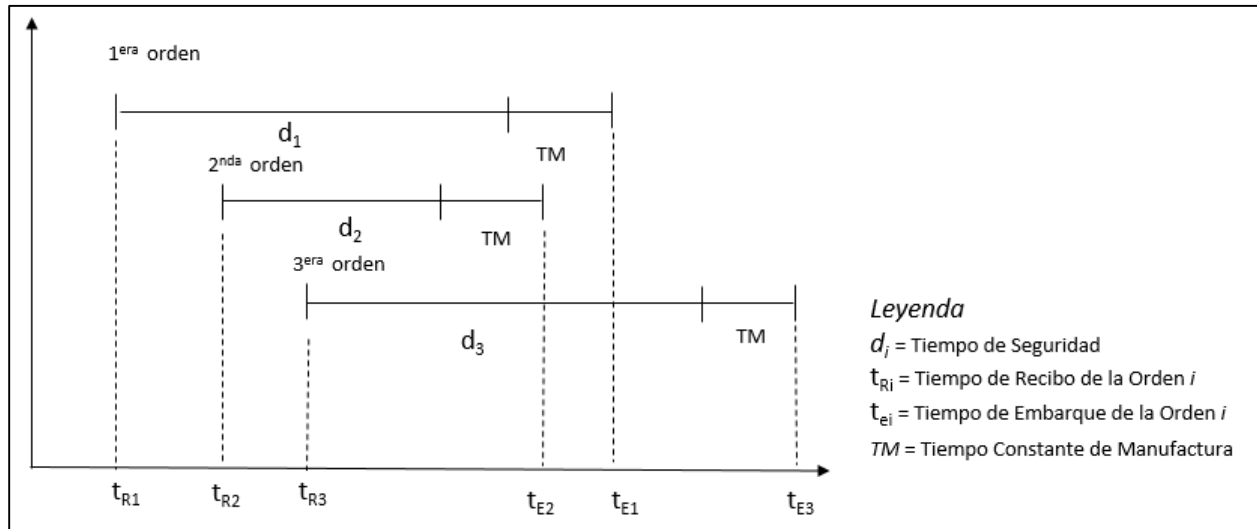 1era orden
d1
TM
2nda orden
d2
TM
3era orden
d3
TM
Leyenda
di = Tiempo de Seguridad
tRi = Tiempo de Recibo de la Orden i
tei = Tiempo de Embarque de la Orden i
TM = Tiempo Constante de Manufactura
tR1 tR2 tR3 tE2 tE1 tE3